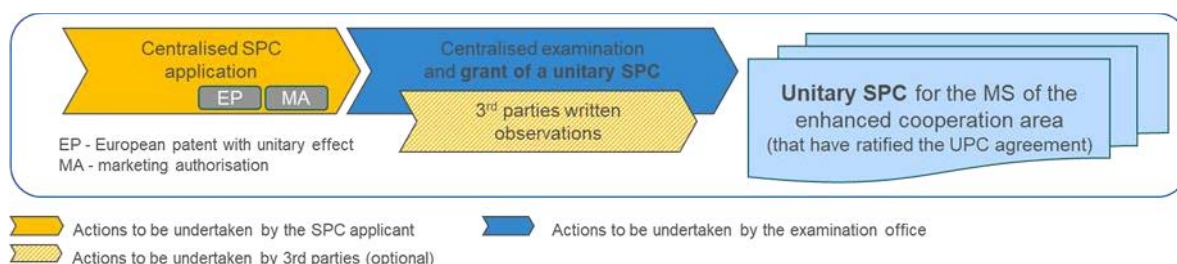 Centralised SPC
application
EP MA
EP - European patent with unitary effect
MA - marketing authorisation
Centralised examination
and grant of a unitary SPC
3rd parties written
observations
Unitary SPC for the MS of the
enhanced cooperation area
(that have ratified the UPC agreement)
Actions to be undertaken by the SPC applicant
Actions to be undertaken by the examination office
Actions to be undertaken by 3rd parties (optional)